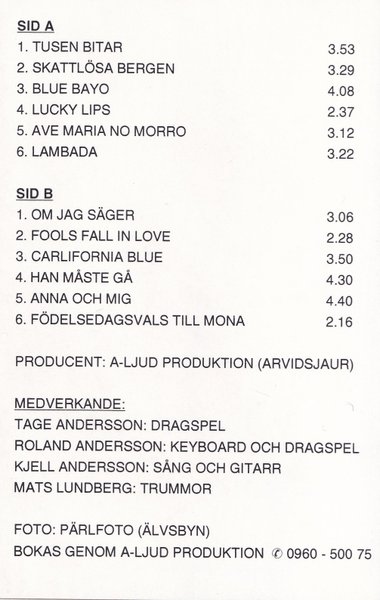 SID A
1. TUSEN BITAR 3.53
2. SKATTLÖSA BERGEN 3.29
3. BLUE BAYO 4.08
4. LUCKY LIPS 2.37
5. AVE MARIA NO MORRO 3.12
6. LAMBADA 3.22
SID B
1. OM JAG SÄGER 3.06
2. FOOLS FALL IN LOVE 2.28
3. CARLIFORNIA BLUE 3.50
4. HAN MÅSTE GÅ 4.30
5. ANNA OCH MIG 4.40
6. FÖDELSEDAGSVALS TILL MONA 2.16
PRODUCENT: A-LJUD PRODUKTION (ARVIDSJAUR)
MEDVERKANDE:
TAGE ANDERSSON: DRAGSPEL
ROLAND ANDERSSON: KEYBOARD OCH DRAGSPEL
KJELL ANDERSSON: SÅNG OCH GITARR
MATS LUNDBERG: TRUMMOR
FOTO: PÄRLFOTO (ÄLVSBYN)
BOKAS GENOM A-LJUD PRODUKTION ✆ 0960 - 500 75